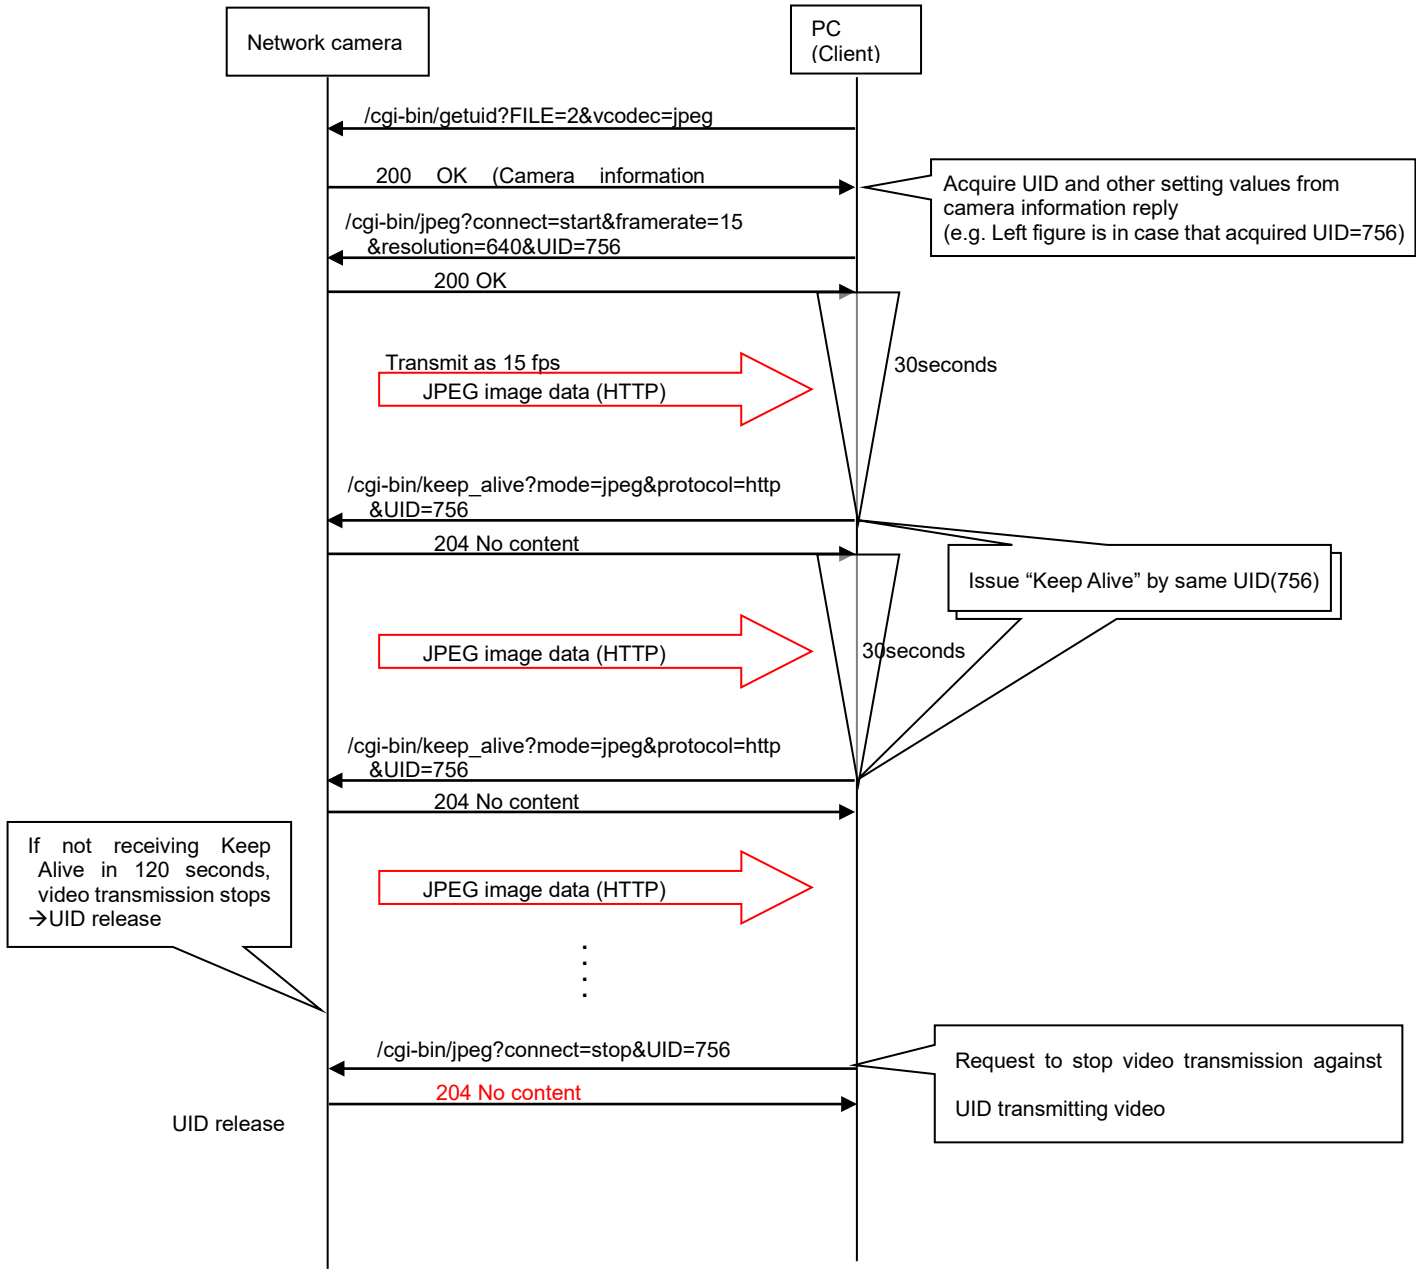 Network camera
PC
(Client)
/cgi-bin/getuid?FILE=2&vcodec=jpeg
200 OK (Camera information
Acquire UID and other setting values from
camera information reply
(e.g. Left figure is in case that acquired UID=756)
/cgi-bin/jpeg?connect=start&framerate=15
&resolution=640&UID=756
200 OK
Transmit as 15 fps
JPEG image data (HTTP)
30seconds
/cgi-bin/keep_alive?mode=jpeg&protocol=http
&UID=756
204 No content
Issue “Keep Alive” by same UID(756)
JPEG image data (HTTP)
30seconds
/cgi-bin/keep_alive?mode=jpeg&protocol=http
&UID=756
204 No content
If not receiving Keep
Alive in 120 seconds,
video transmission stops
→UID release
JPEG image data (HTTP)
/cgi-bin/jpeg?connect=stop&UID=756
Request to stop video transmission against
UID transmitting video
204 No content
UID release